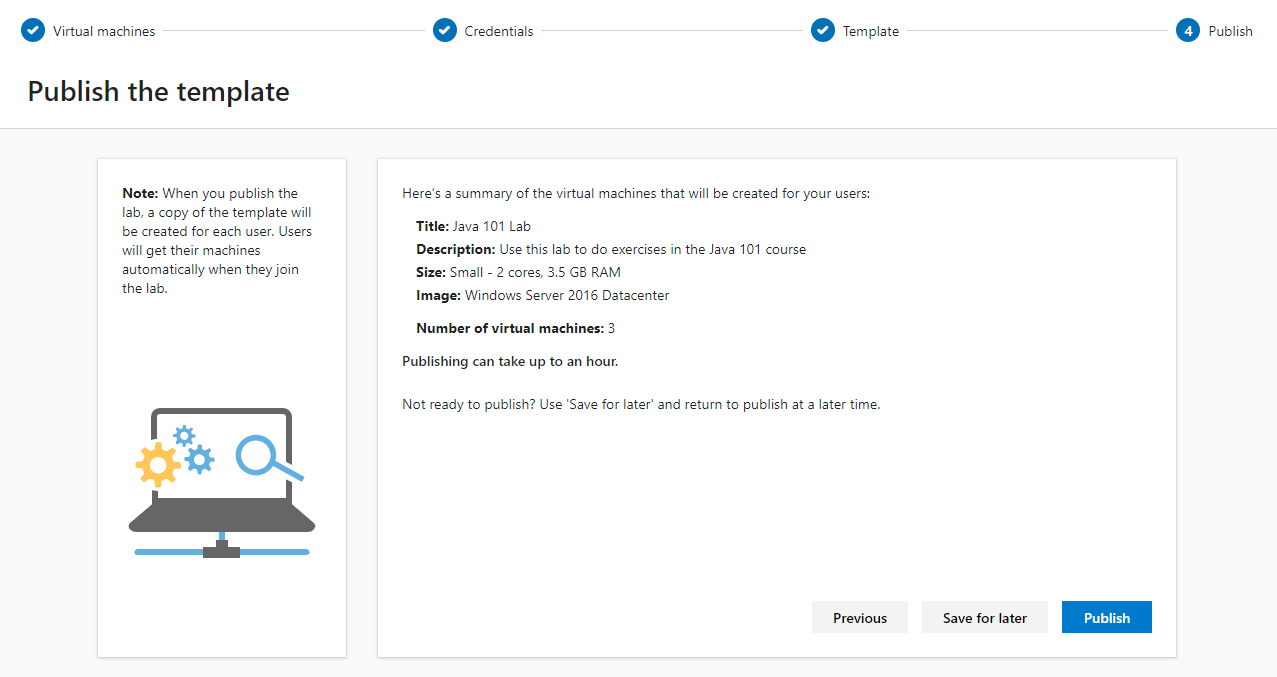 Virtual machines
Credentials
Template
4 Publish
Publish the template
Note: When you publish the
lab, a copy of the template will
be created for each user. Users
will get their machines
automatically when they join
the lab.
Here's a summary of the virtual machines that will be created for your users:
Title: Java 101 Lab
Description: Use this lab to do exercises in the Java 101 course
Size: Small - 2 cores, 3.5 GB RAM
Image: Windows Server 2016 Datacenter
Number of virtual machines: 3
Publishing can take up to an hour.
Not ready to publish? Use 'Save for later' and return to publish at a later time.
Previous
Save for later
Publish